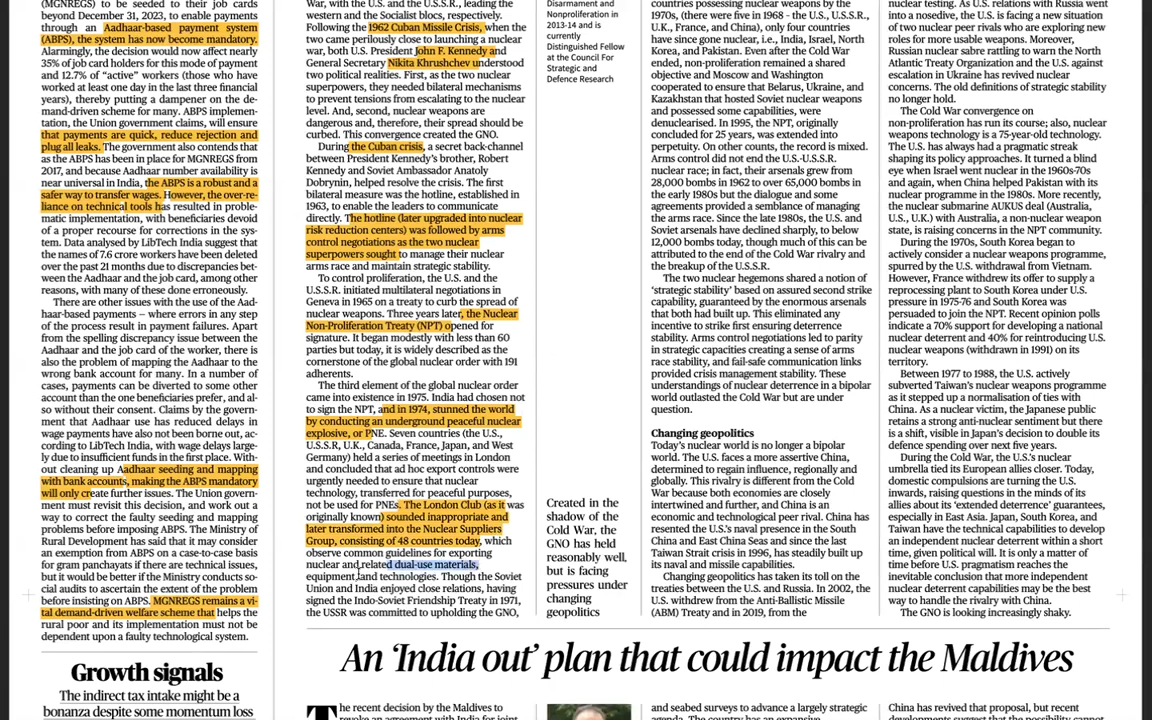 (MGNREGS) to be seeded to their job cards
beyond December 31, 2023, to enable payments
through an Aadhaar-based payment system
(ABPS), the system has now become mandatory.
Alarmingly, the decision would now affect nearly
35% of job card holders for this mode of payment
and 12.7% of “active” workers (those who have
worked at least one day in the last three financial
years), thereby putting a dampener on the de-
mand-driven scheme for many. ABPS implemen-
tation, the Union government claims, will ensure
that payments are quick, reduce rejection and
plug all leaks. The government also contends that
as the ABPS has been in place for MGNREGS from
2017, and because Aadhaar number availability is
near universal in India, the ABPS is a robust and a
safer way to transfer wages. However, the over-re-
liance on technical tools has resulted in proble-
matic implementation, with beneficiaries devoid
of a proper recourse for corrections in the sys-
tem. Data analysed by LibTech India suggest that
the names of 7.6 crore workers have been deleted
over the past 21 months due to discrepancies bet-
ween the Aadhaar and the job card, among other
reasons, with many of these done erroneously.
There are other issues with the use of the Aad-
haar-based payments — where errors in any step
of the process result in payment failures. Apart
from the spelling discrepancy issue between the
Aadhaar and the job card of the worker, there is
also the problem of mapping the Aadhaar to the
wrong bank account for many. In a number of
cases, payments can be diverted to some other
account than the one beneficiaries prefer, and al-
so without their consent. Claims by the govern-
ment that Aadhaar use has reduced delays in
wage payments have also not been borne out, ac-
cording to LibTech India, with wage delays large-
ly due to insufficient funds in the first place. With-
out cleaning up Aadhaar seeding and mapping
with bank accounts, making the ABPS mandatory
will only create further issues. The Union govern-
ment must revisit this decision, and work out a
way to correct the faulty seeding and mapping
problems before imposing ABPS. The Ministry of
Rural Development has said that it may consider
an exemption from ABPS on a case-to-case basis
for gram panchayats if there are technical issues,
but it would be better if the Ministry conducts so-
cial audits to ascertain the extent of the problem
before insisting on ABPS. MGNREGS remains a vi-
tal demand-driven welfare scheme that helps the
rural poor and its implementation must not be
dependent upon a faulty technological system.
Growth signals
The indirect tax intake might be a
bonanza despite some momentum loss
War, with the U.S. and the U.S.S.R., leading the
western and the Socialist blocs, respectively.
Following the 1962 Cuban Missile Crisis, when the
two came perilously close to launching a nuclear
war, both U.S. President John F. Kennedy and
General Secretary Nikita Khrushchev understood
two political realities. First, as the two nuclear
superpowers, they needed bilateral mechanisms
to prevent tensions from escalating to the nuclear
level. And, second, nuclear weapons are
dangerous and, therefore, their spread should be
curbed. This convergence created the GNO.
During the Cuban crisis, a secret back-channel
between President Kennedy’s brother, Robert
Kennedy and Soviet Ambassador Anatoly
Dobrynin, helped resolve the crisis. The first
bilateral measure was the hotline, established in
1963, to enable the leaders to communicate
directly. The hotline (later upgraded into nuclear
risk reduction centers) was followed by arms
control negotiations as the two nuclear
superpowers sought to manage their nuclear
arms race and maintain strategic stability.
To control proliferation, the U.S. and the
U.S.S.R. initiated multilateral negotiations in
Geneva in 1965 on a treaty to curb the spread of
nuclear weapons. Three years later, the Nuclear
Non-Proliferation Treaty (NPT) opened for
signature. It began modestly with less than 60
parties but today, it is widely described as the
cornerstone of the global nuclear order with 191
adherents.
The third element of the global nuclear order
came into existence in 1975. India had chosen not
to sign the NPT, and in 1974, stunned the world
by conducting an underground peaceful nuclear
explosive, or PNE. Seven countries (the U.S.,
U.S.S.R, U.K., Canada, France, Japan, and West
Germany) held a series of meetings in London
and concluded that ad hoc export controls were
urgently needed to ensure that nuclear
technology, transferred for peaceful purposes,
not be used for PNEs. The London Club (as it was
originally known) sounded inappropriate and
later transformed into the Nuclear Suppliers
Group, consisting of 48 countries today, which
observe common guidelines for exporting
nuclear and related dual-use materials,
equipment, and technologies. Though the Soviet
Union and India enjoyed close relations, having
signed the Indo-Soviet Friendship Treaty in 1971,
the USSR was committed to upholding the GNO,
Disarmament and
Nonproliferation in
2013-14 and is
currently
Distinguished Fellow
at the Council For
Strategic and
Defence Research
Created in the
shadow of the
Cold War, the
GNO has held
reasonably well,
but is facing
pressures under
changing
geopolitics
countries possessing nuclear weapons by the
1970s, (there were five in 1968 - the U.S., U.S.S.R.,
U.K., France, and China), only four countries
have since gone nuclear, i.e., India, Israel, North
Korea, and Pakistan. Even after the Cold War
ended, non-proliferation remained a shared
objective and Moscow and Washington
cooperated to ensure that Belarus, Ukraine, and
Kazakhstan that hosted Soviet nuclear weapons
and possessed some capabilities, were
denuclearised. In 1995, the NPT, originally
concluded for 25 years, was extended into
perpetuity. On other counts, the record is mixed.
Arms control did not end the U.S.-U.S.S.R.
nuclear race; in fact, their arsenals grew from
28,000 bombs in 1962 to over 65,000 bombs in
the early 1980s but the dialogue and some
agreements provided a semblance of managing
the arms race. Since the late 1980s, the U.S. and
Soviet arsenals have declined sharply, to below
12,000 bombs today, though much of this can be
attributed to the end of the Cold War rivalry and
the breakup of the U.S.S.R.
The two nuclear hegemons shared a notion of
‘strategic stability’ based on assured second strike
capability, guaranteed by the enormous arsenals
that both had built up. This eliminated any
incentive to strike first ensuring deterrence
stability. Arms control negotiations led to parity
in strategic capacities creating a sense of arms
race stability, and fail-safe communication links
provided crisis management stability. These
understandings of nuclear deterrence in a bipolar
world outlasted the Cold War but are under
question.
Changing geopolitics
Today’s nuclear world is no longer a bipolar
world. The U.S. faces a more assertive China,
determined to regain influence, regionally and
globally. This rivalry is different from the Cold
War because both economies are closely
intertwined and further, and China is an
economic and technological peer rival. China has
resented the U.S.’s naval presence in the South
China and East China Seas and since the last
Taiwan Strait crisis in 1996, has steadily built up
its naval and missile capabilities.
Changing geopolitics has taken its toll on the
treaties between the U.S. and Russia. In 2002, the
U.S. withdrew from the Anti-Ballistic Missile
(ABM) Treaty and in 2019, from the
nuclear testing. As U.S. relations with Russia went
into a nosedive, the U.S. is facing a new situation
of two nuclear peer rivals who are exploring new
roles for more usable weapons. Moreover,
Russian nuclear sabre rattling to warn the North
Atlantic Treaty Organization and the U.S. against
escalation in Ukraine has revived nuclear
concerns. The old definitions of strategic stability
no longer hold.
The Cold War convergence on
non-proliferation has run its course; also, nuclear
weapons technology is a 75-year-old technology.
The U.S. has always had a pragmatic streak
shaping its policy approaches. It turned a blind
eye when Israel went nuclear in the 1960s-70s
and again, when China helped Pakistan with its
nuclear programme in the 1980s. More recently,
the nuclear submarine AUKUS deal (Australia,
U.S., U.K.) with Australia, a non-nuclear weapon
state, is raising concerns in the NPT community.
During the 1970s, South Korea began to
actively consider a nuclear weapons programme,
spurred by the U.S. withdrawal from Vietnam.
However, France withdrew its offer to supply a
reprocessing plant to South Korea under U.S.
pressure in 1975-76 and South Korea was
persuaded to join the NPT. Recent opinion polls
indicate a 70% support for developing a national
nuclear deterrent and 40% for reintroducing U.S.
nuclear weapons (withdrawn in 1991) on its
territory.
Between 1977 to 1988, the U.S. actively
subverted Taiwan’s nuclear weapons programme
as it stepped up a normalisation of ties with
China. As a nuclear victim, the Japanese public
retains a strong anti-nuclear sentiment but there
is a shift, visible in Japan’s decision to double its
defence spending over next five years.
During the Cold War, the U.S.’s nuclear
umbrella tied its European allies closer. Today,
domestic compulsions are turning the U.S.
inwards, raising questions in the minds of its
allies about its ‘extended deterrence’ guarantees,
especially in East Asia. Japan, South Korea, and
Taiwan have the technical capabilities to develop
an independent nuclear deterrent within a short
time, given political will. It is only a matter of
time before U.S. pragmatism reaches the
inevitable conclusion that more independent
nuclear deterrent capabilities may be the best
way to handle the rivalry with China.
The GNO is looking increasingly shaky.
An ‘India out’ plan that could impact the Maldives
The recent decision by the Maldives to
revoke an agreement with India for joint
and seabed surveys to advance a largely strategic
agenda. The country has an expansive
China has revived that proposal, but recent
developments suggest that the possibility cannot